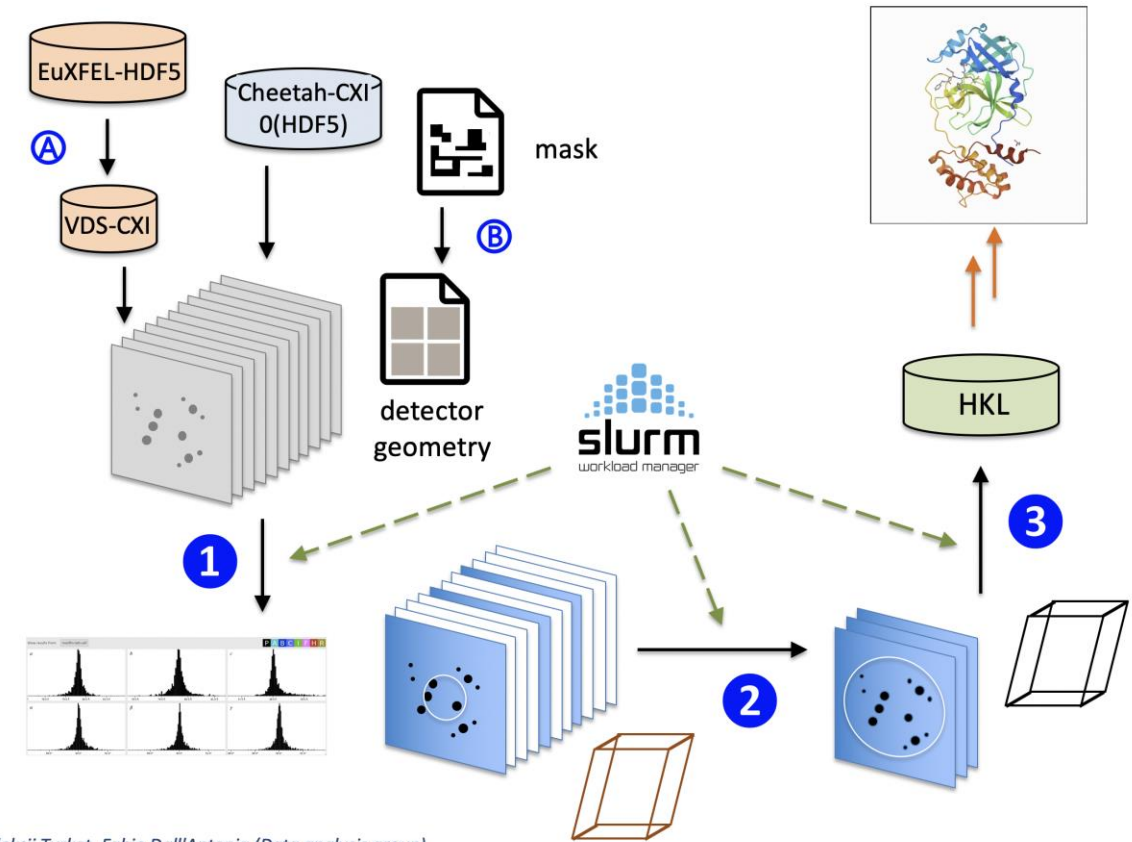 EuXFEL-HDF5
Cheetah-CXI
0(HDF5)
mask
A
VDS-CXI
B
detector
geometry
slurm
workload manager
HKL
1
2
3
P A B C I F H R
a b c
α β γ